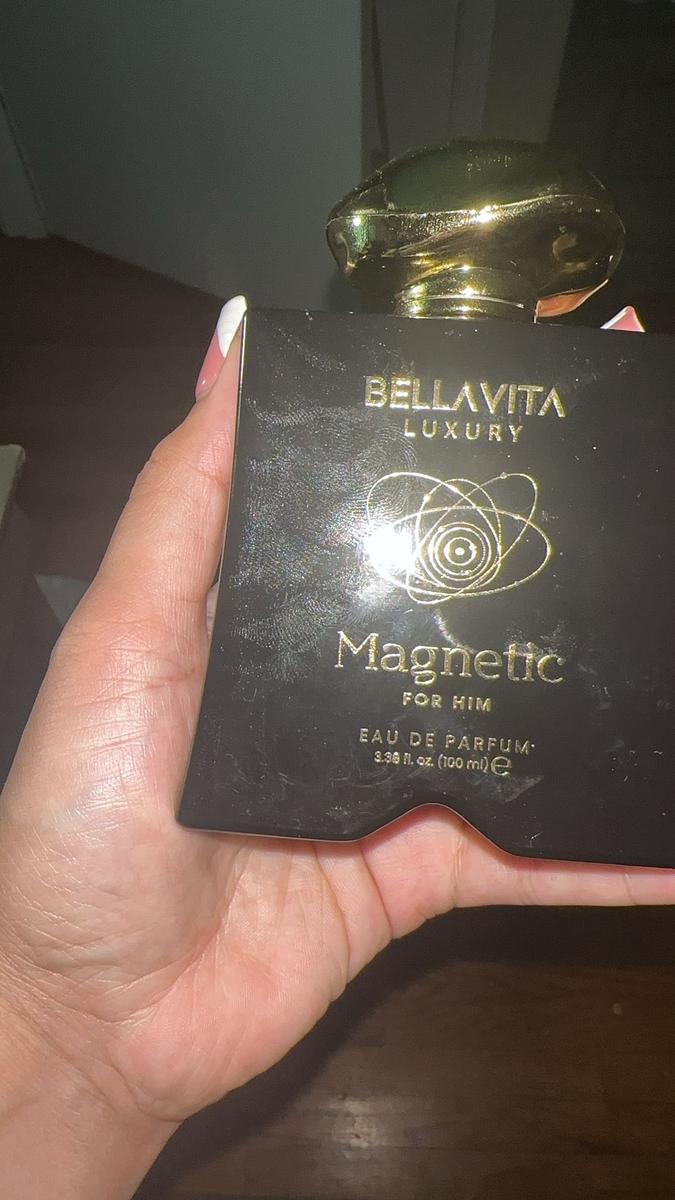 BELLAVITA
LUXURY
Magnetic
FOR HIM
EAU DE PARFUM
3.38 fl. oz. (100 ml) e